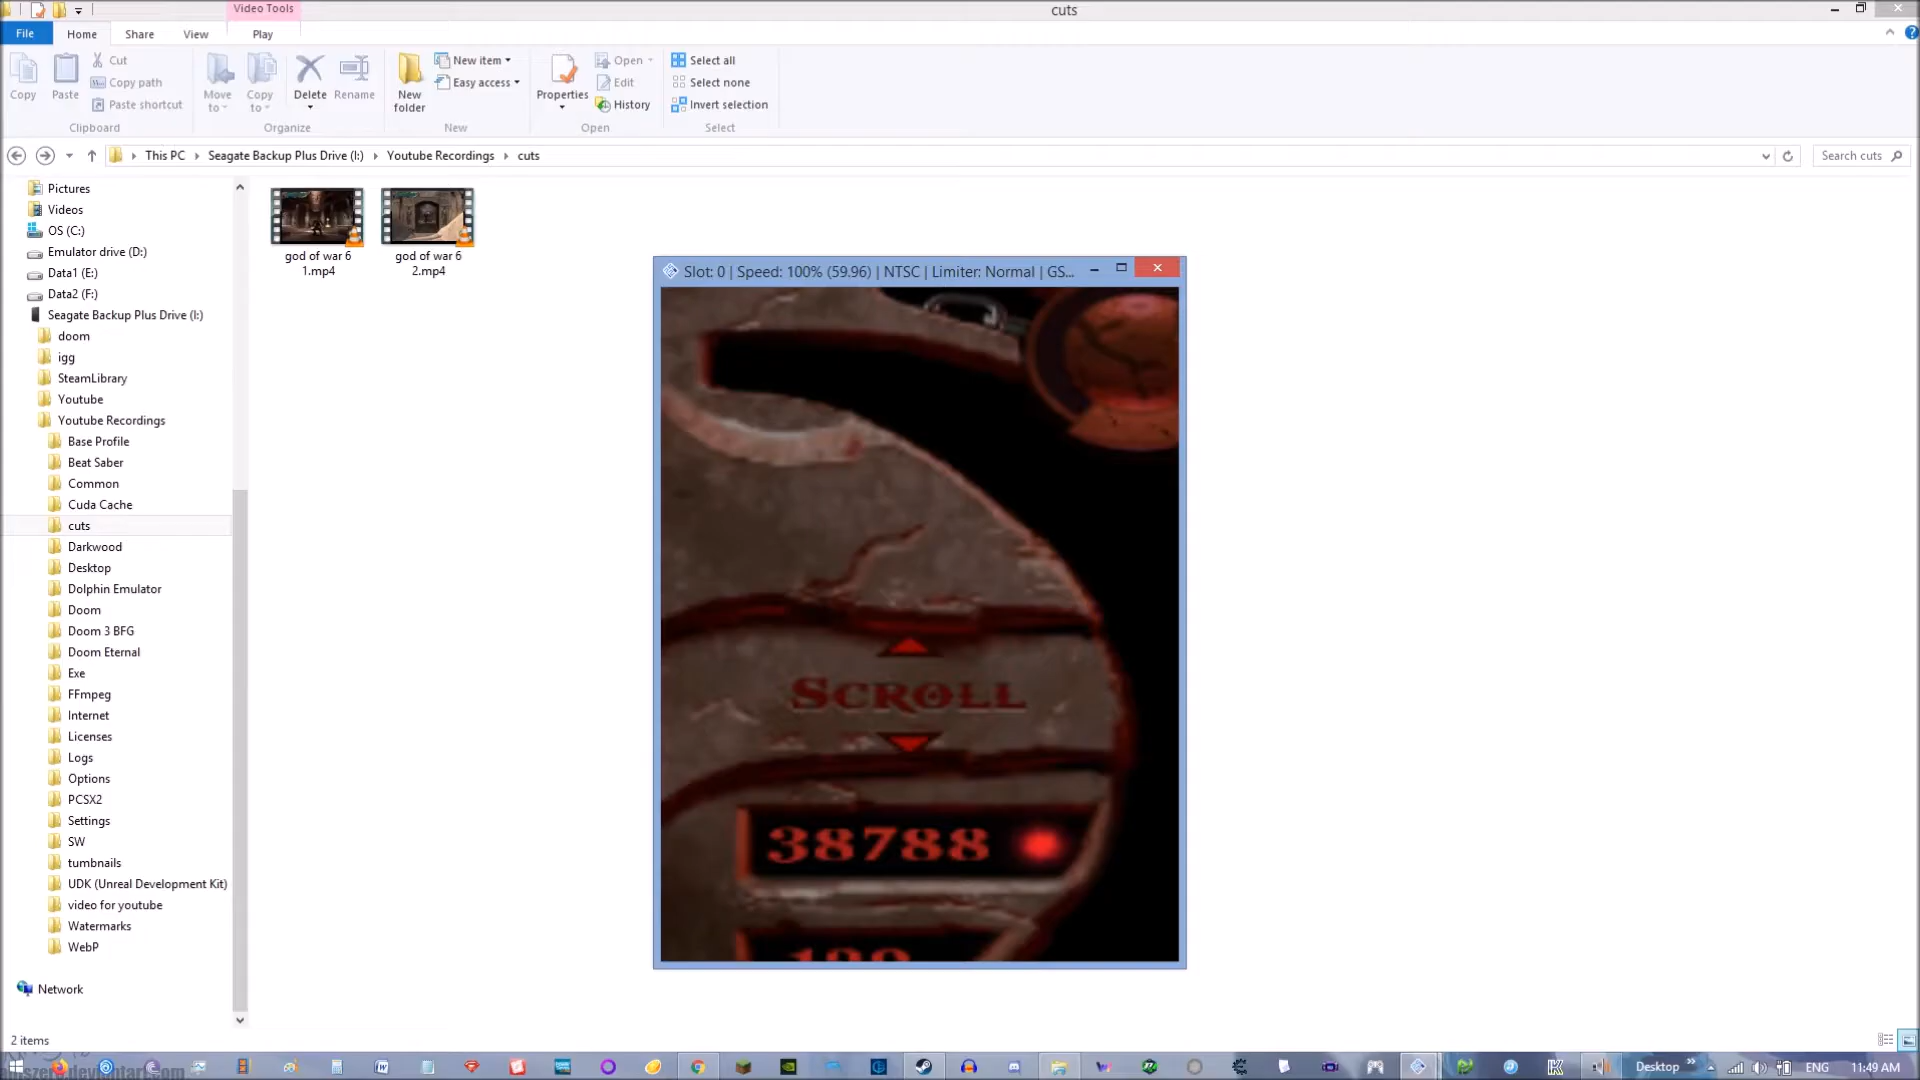 Video Tools
cuts
File
Home
Share
View
Play
Copy
Paste
Cut
Copy path
Paste shortcut
Clipboard
Move to
Copy to
Delete
Rename
Organize
New folder
New item
Easy access
New
Properties
Open
Edit
History
Open
Select all
Select none
Invert selection
Select
This PC
Seagate Backup Plus Drive (I:)
Youtube Recordings
cuts
Search cuts
Pictures
Videos
OS (C:)
Emulator drive (D:)
Data1 (E:)
Data2 (F:)
Seagate Backup Plus Drive (I:)
doom
igg
SteamLibrary
Youtube
Youtube Recordings
Base Profile
Beat Saber
Common
Cuda Cache
cuts
Darkwood
Desktop
Dolphin Emulator
Doom
Doom 3 BFG
Doom Eternal
Exe
FFmpeg
Internet
Licenses
Logs
Options
PCSX2
Settings
SW
tumbnails
UDK (Unreal Development Kit)
video for youtube
Watermarks
WebP
Network
god of war 6
1.mp4
god of war 6
2.mp4
Slot: 0 | Speed: 100% (59.96) | NTSC | Limiter: Normal | GS...
SCROLL
38788
2 items
Desktop
ENG
11:49 AM